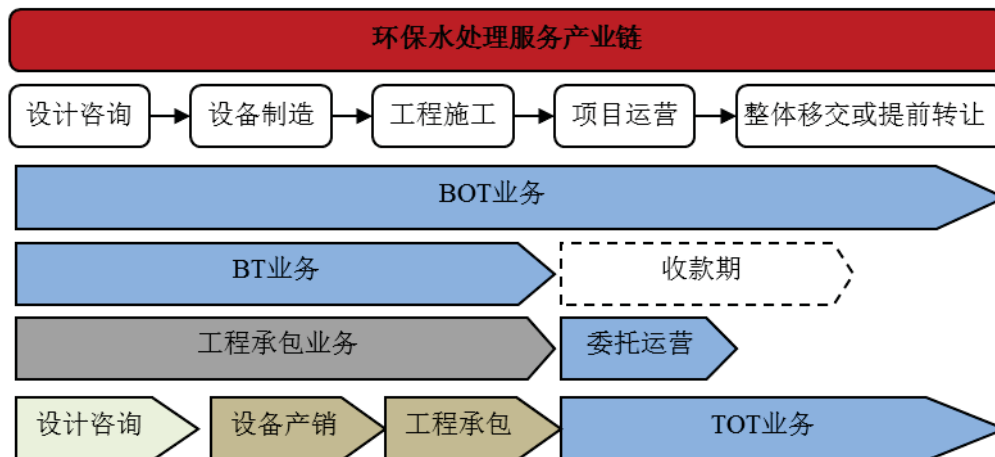 环保水处理服务产业链
设计咨询 设备制造 工程施工 项目运营 整体移交或提前转让
BOT业务
BT业务 收款期
工程承包业务 委托运营
设计咨询 设备产销 工程承包 TOT业务